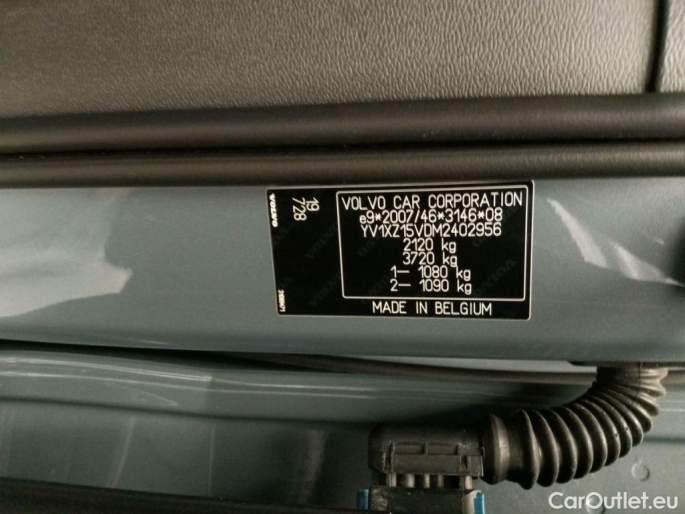 VOLVO
19
728
VOLVO CAR CORPORATION
e9*2007/46*3146*08
YV1XZ15VDM2402956
2120 kg
3720 kg
1— 1080 kg
2— 1090 kg
MADE IN BELGIUM
CarOutlet.eu